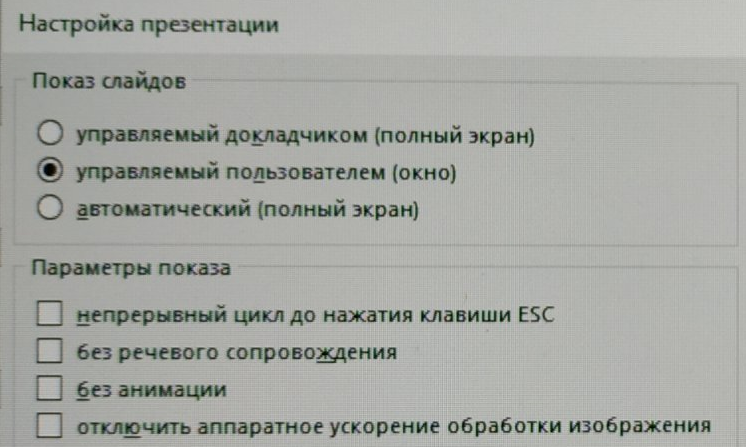 Настройка презентации
Показ слайдов
управляемый докладчиком (полный экран)
управляемый пользователем (окно)
автоматический (полный экран)
Параметры показа
непрерывный цикл до нажатия клавиши ESC
без речевого сопровождения
без анимации
отключить аппаратное ускорение обработки изображения